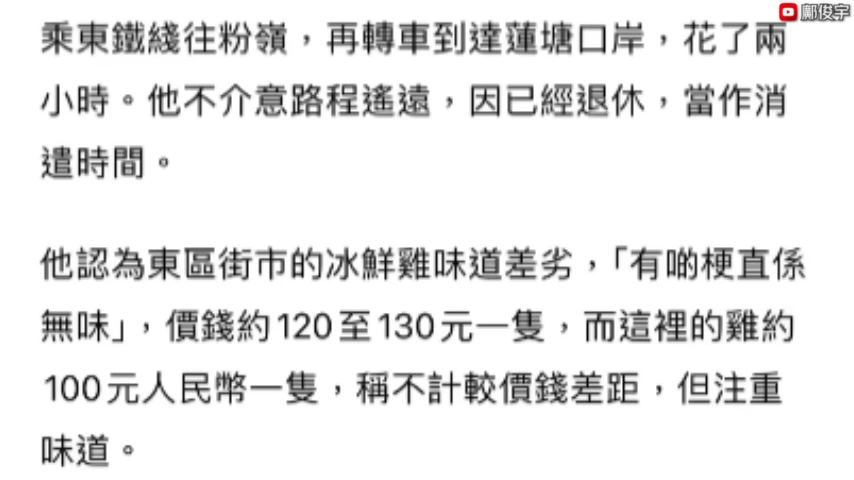 鄺俊宇
乘東鐵綫往粉嶺，再轉車到達蓮塘口岸，花了兩
小時。他不介意路程遙遠，因已經退休，當作消
遣時間。
他認為東區街市的冰鮮雞味道差劣，「有啲梗直係
無味」，價錢約120至130元一隻，而這裡的雞約
100元人民幣一隻，稱不計較價錢差距，但注重
味道。